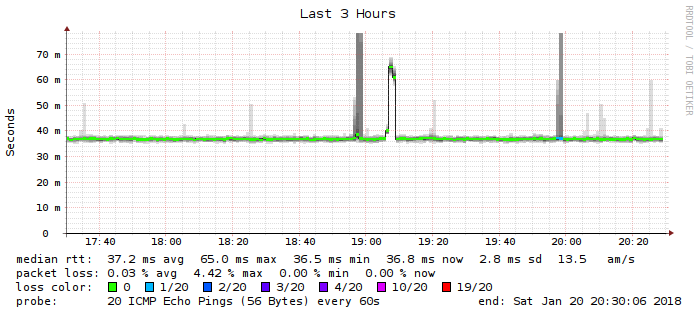 Last 3 Hours
RRDTOOL / TOBI OETIKER
Seconds
70 m
60 m
50 m
40 m
30 m
20 m
10 m
0
17:40 18:00 18:20 18:40 19:00 19:20 19:40 20:00 20:20
median rtt: 37.2 ms avg 65.0 ms max 36.5 ms min 36.8 ms now 2.8 ms sd 13.5 am/s
packet loss: 0.03 % avg 4.42 % max 0.00 % min 0.00 % now
loss color: 0 1/20 2/20 3/20 4/20 10/20 19/20
probe: 20 ICMP Echo Pings (56 Bytes) every 60s end: Sat Jan 20 20:30:06 2018